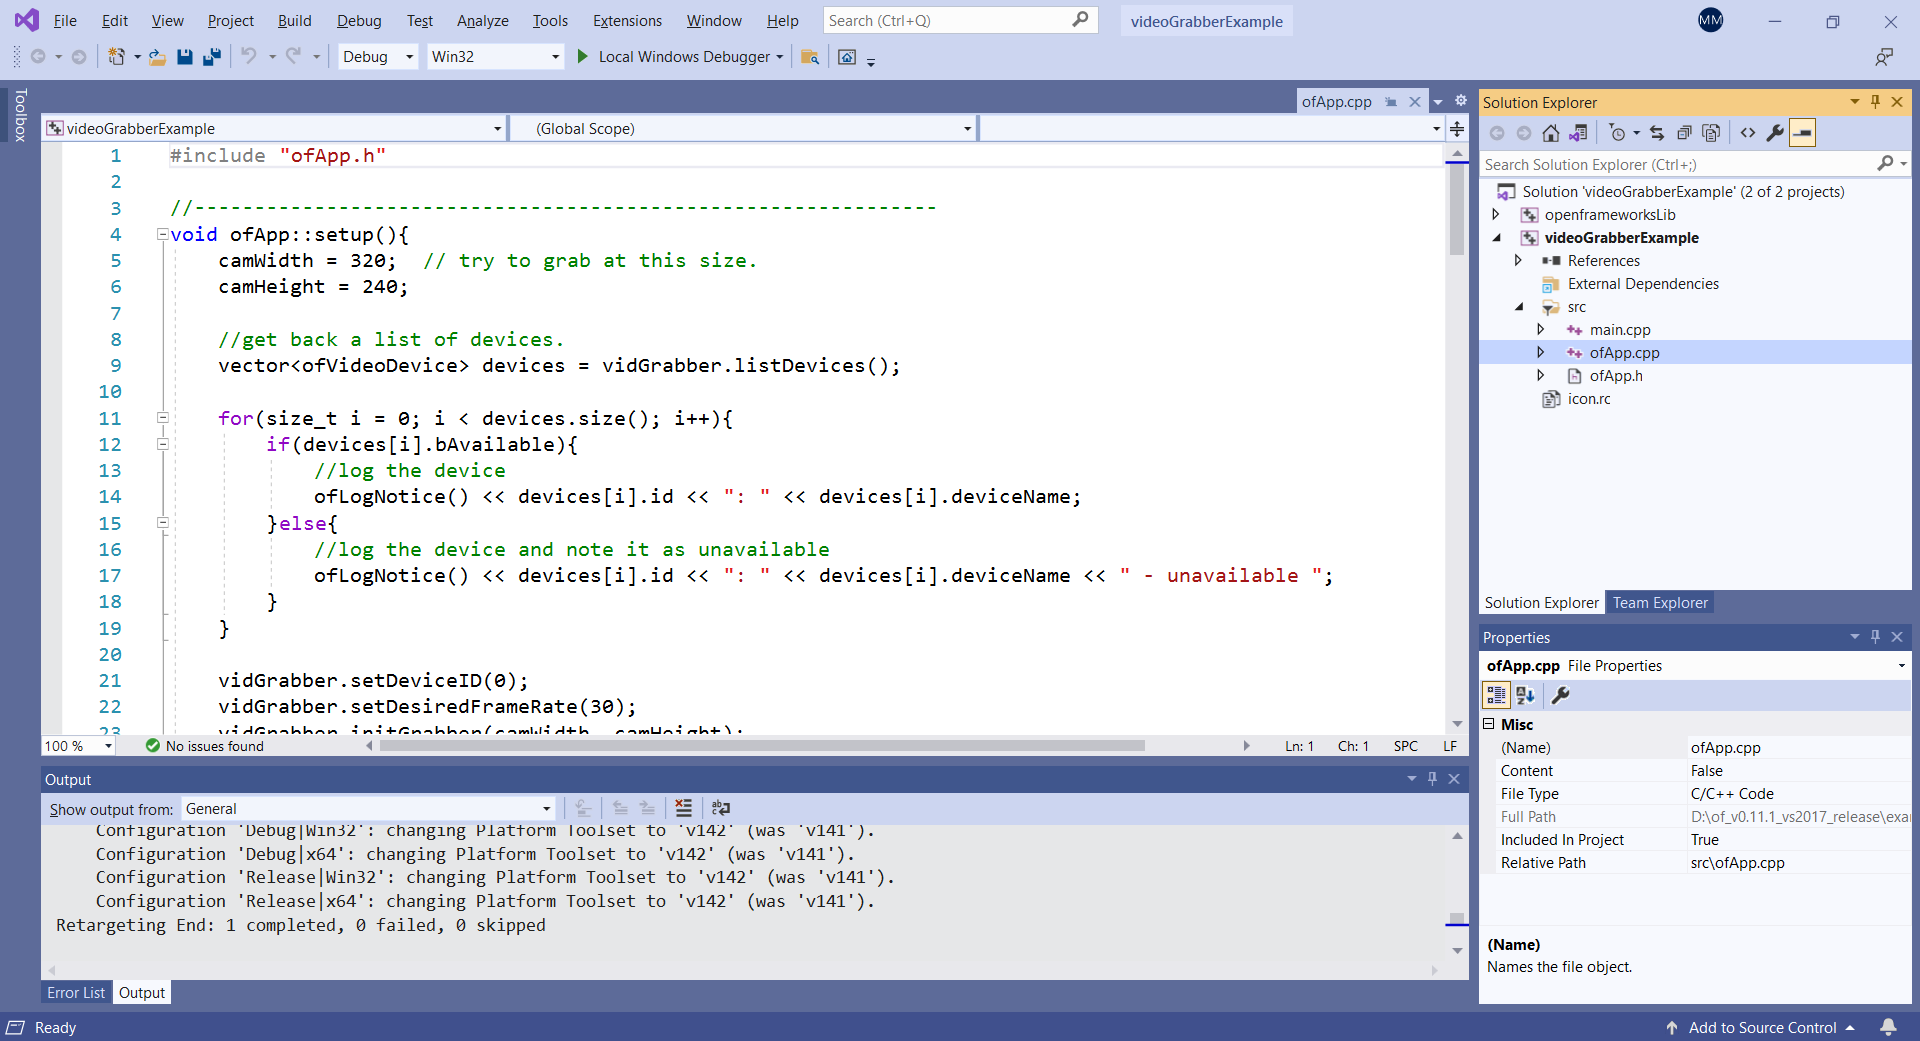 File Edit View Project Build Debug Test Analyze Tools Extensions Window Help Search (Ctrl+Q) videoGrabberExample MM
Debug Win32 Local Windows Debugger
Toolbox
ofApp.cpp
videoGrabberExample (Global Scope)
1 #include "ofApp.h"
2
3 //--------------------------------------------------------------
4 void ofApp::setup(){
5     camWidth = 320;  // try to grab at this size.
6     camHeight = 240;
7
8     //get back a list of devices.
9     vector<ofVideoDevice> devices = vidGrabber.listDevices();
10
11     for(size_t i = 0; i < devices.size(); i++){
12         if(devices[i].bAvailable){
13             //log the device
14             ofLogNotice() << devices[i].id << ": " << devices[i].deviceName;
15         }else{
16             //log the device and note it as unavailable
17             ofLogNotice() << devices[i].id << ": " << devices[i].deviceName << " - unavailable ";
18         }
19     }
20
21     vidGrabber.setDeviceID(0);
22     vidGrabber.setDesiredFrameRate(30);
23     vidGrabber.initGrabber(camWidth, camHeight);
100 % No issues found Ln: 1 Ch: 1 SPC LF
Output
Show output from: General
Configuration 'Debug|Win32': changing Platform Toolset to 'v142' (was 'v141').
Configuration 'Debug|x64': changing Platform Toolset to 'v142' (was 'v141').
Configuration 'Release|Win32': changing Platform Toolset to 'v142' (was 'v141').
Configuration 'Release|x64': changing Platform Toolset to 'v142' (was 'v141').
Retargeting End: 1 completed, 0 failed, 0 skipped
Error List Output
Solution Explorer
Search Solution Explorer (Ctrl+;)
Solution 'videoGrabberExample' (2 of 2 projects)
openframeworksLib
videoGrabberExample
References
External Dependencies
src
main.cpp
ofApp.cpp
ofApp.h
icon.rc
Solution Explorer Team Explorer
Properties
ofApp.cpp File Properties
Misc
(Name) ofApp.cpp
Content False
File Type C/C++ Code
Full Path D:\of_v0.11.1_vs2017_release\exa
Included In Project True
Relative Path src\ofApp.cpp
(Name)
Names the file object.
Ready Add to Source Control